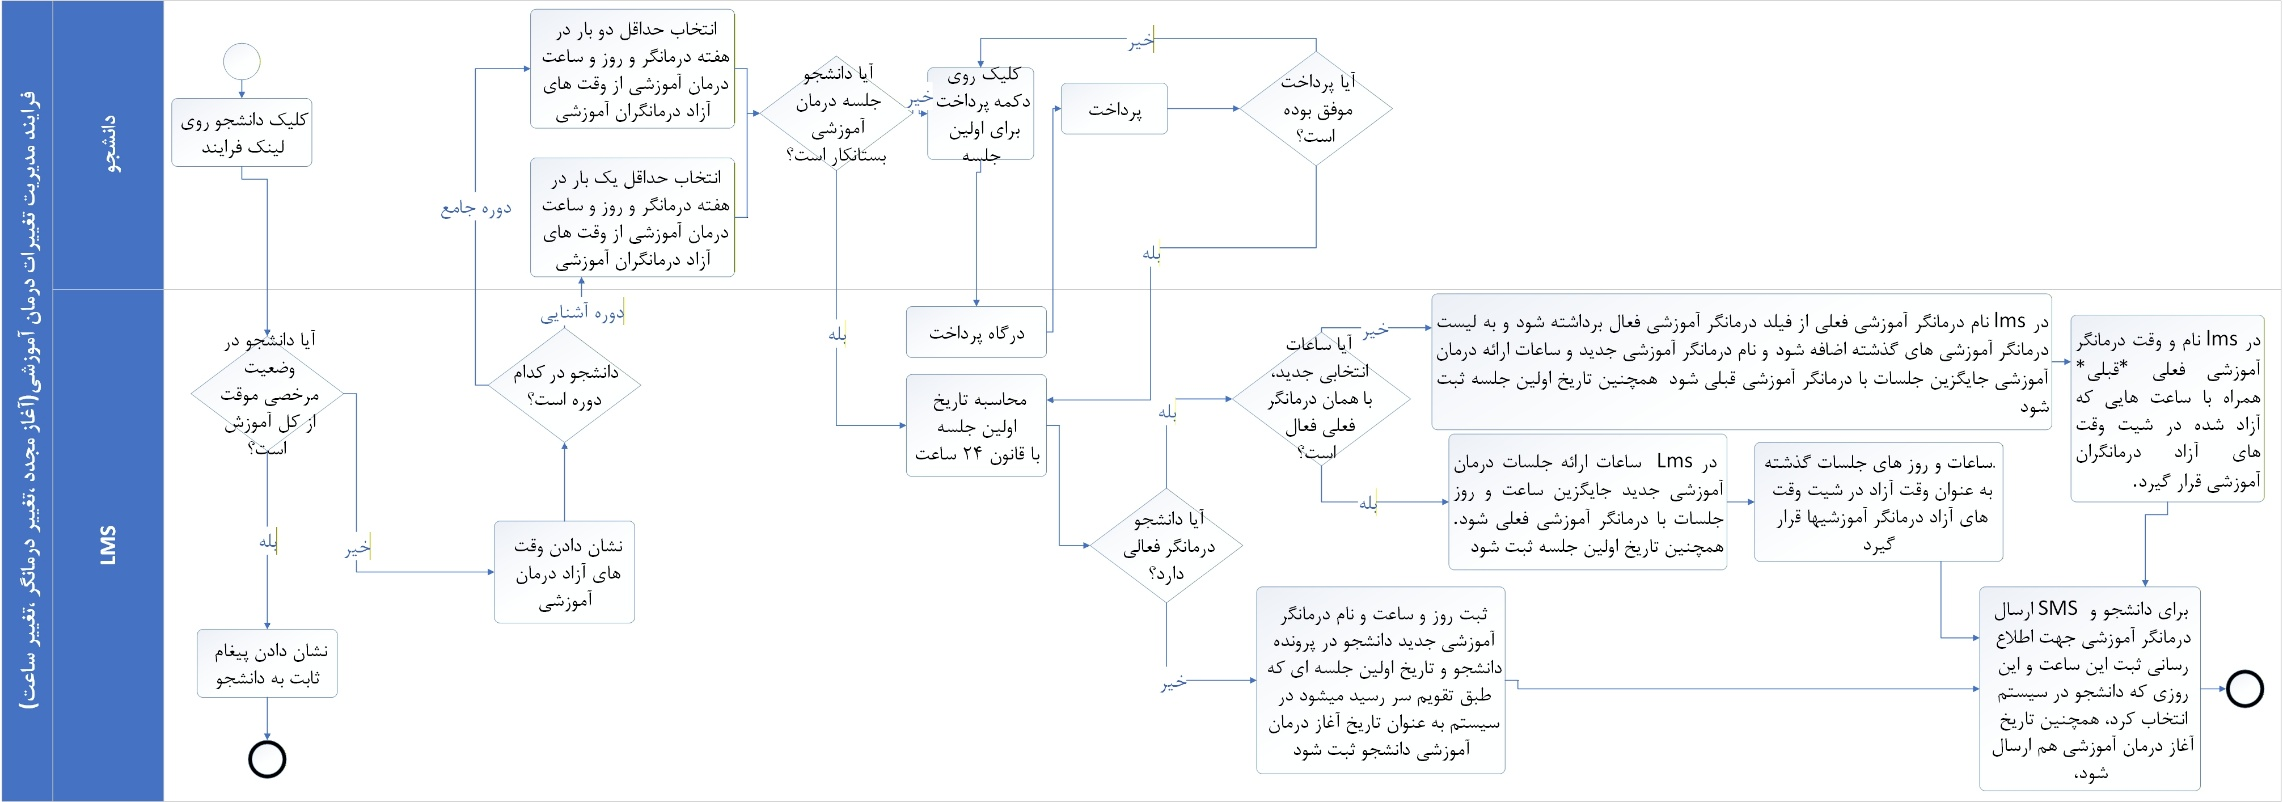 فرایند مدیریت تغییرات درمان آموزشی(آغاز مجدد ،تغییر درمانگر ،تغییر ساعت)
دانشجو
LMS
کلیک دانشجو روی
لینک فرایند
آیا دانشجو در
وضعیت
مرخصی موقت
از کل آموزش
است؟
بله
خیر
نشان دادن پیغام
ثابت به دانشجو
نشان دادن وقت
های آزاد درمان
آموزشی
دانشجو در کدام
دوره است؟
دوره جامع
دوره آشنایی
انتخاب حداقل دو بار در
هفته درمانگر و روز و ساعت
درمان آموزشی از وقت های
آزاد درمانگران آموزشی
انتخاب حداقل یک بار در
هفته درمانگر و روز و ساعت
درمان آموزشی از وقت های
آزاد درمانگران آموزشی
آیا دانشجو
جلسه درمان
آموزشی
بستانکار است؟
خیر
بله
کلیک روی
دکمه پرداخت
برای اولین
جلسه
درگاه پرداخت
پرداخت
آیا پرداخت
موفق بوده
است؟
خیر
بله
محاسبه تاریخ
اولین جلسه
با قانون ۲۴ ساعت
آیا دانشجو
درمانگر فعالی
دارد؟
بله
خیر
آیا ساعات
انتخابی جدید،
با همان درمانگر
فعلی فعال
است؟
خیر
بله
در lms نام درمانگر آموزشی فعلی از فیلد درمانگر آموزشی فعال برداشته شود و به لیست
درمانگر آموزشی های گذشته اضافه شود و نام درمانگر آموزشی جدید و ساعات ارائه درمان
آموزشی جایگزین جلسات با درمانگر آموزشی قبلی شود همچنین تاریخ اولین جلسه ثبت
شود
در lms نام و وقت درمانگر
آموزشی فعلی *قبلی*
همراه با ساعت هایی که
آزاد شده در شیت وقت
های آزاد درمانگران
آموزشی قرار گیرد.
در Lms ساعات ارائه جلسات درمان
آموزشی جدید جایگزین ساعت و روز
جلسات با درمانگر آموزشی فعلی شود.
همچنین تاریخ اولین جلسه ثبت شود
.ساعات و روز های جلسات گذشته
به عنوان وقت آزاد در شیت وقت
های آزاد درمانگر آموزشیها قرار
گیرد
ثبت روز و ساعت و نام درمانگر
آموزشی جدید دانشجو در پرونده
دانشجو و تاریخ اولین جلسه ای که
طبق تقویم سر رسید میشود در
سیستم به عنوان تاریخ آغاز درمان
آموزشی دانشجو ثبت شود
برای دانشجو و SMS ارسال
درمانگر آموزشی جهت اطلاع
رسانی ثبت این ساعت و این
روزی که دانشجو در سیستم
انتخاب کرد، همچنین تاریخ
آغاز درمان آموزشی هم ارسال
شود،